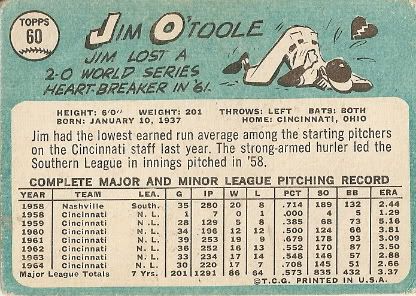 TOPPS
60
JIM O'TOOLE
JIM LOST A
2-0 WORLD SERIES
HEART-BREAKER IN '61.
HEIGHT: 6'0" WEIGHT: 201 THROWS: LEFT BATS: BOTH
BORN: JANUARY 10, 1937 HOME: CINCINNATI, OHIO
Jim had the lowest earned run average among the starting pitchers
on the Cincinnati staff last year. The strong-armed hurler led the
Southern League in innings pitched in '58.
COMPLETE MAJOR AND MINOR LEAGUE PITCHING RECORD
YEAR TEAM LEA. G IP W L PCT SO BB ERA
1958 Nashville South. 35 280 20 8 .714 189 132 2.44
1958 Cincinnati N. L. 1 7 0 1 .000 4 5 1.29
1959 Cincinnati N. L. 28 129 5 8 .385 68 73 5.16
1960 Cincinnati N. L. 34 196 12 12 .500 124 66 3.81
1961 Cincinnati N. L. 39 253 19 9 .679 178 93 3.09
1962 Cincinnati N. L. 36 252 16 13 .552 170 87 3.50
1963 Cincinnati N. L. 33 234 17 14 .548 146 57 2.88
1964 Cincinnati N. L. 30 220 17 7 .708 145 51 2.66
Major League Totals 7 Yrs. 201 1291 86 64 .573 835 432 3.37
©T.C.G. PRINTED IN U.S.A.